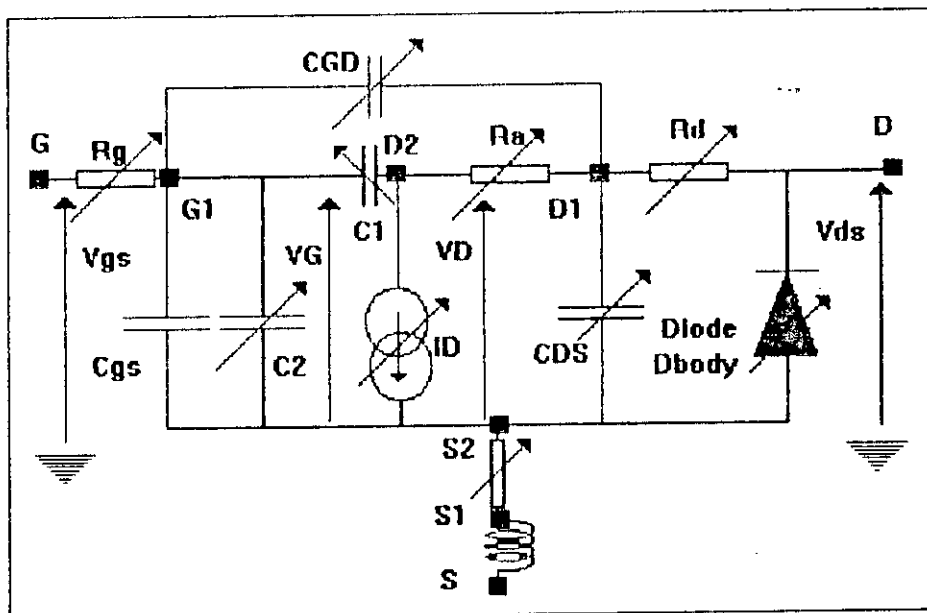 CGD
G
Rg
D2
Ra
Rd
D
G1
C1
D1
Vgs
VG
VD
Vds
Cgs
C2
ID
CDS
Diode
Dbody
S2
S1
S